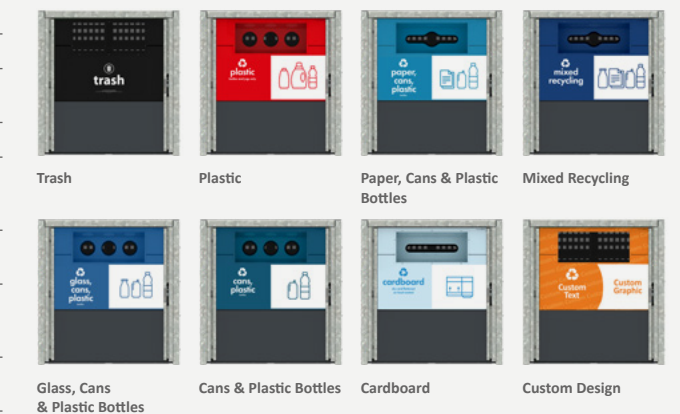 trash
plastic
paper,
cans,
plastic
mixed
recycling
Trash
Plastic
Paper, Cans & Plastic
Bottles
Mixed Recycling
glass,
cans,
plastic
cans,
plastic
cardboard
Custom
Text
Custom
Graphic
Glass, Cans
& Plastic Bottles
Cans & Plastic Bottles
Cardboard
Custom Design